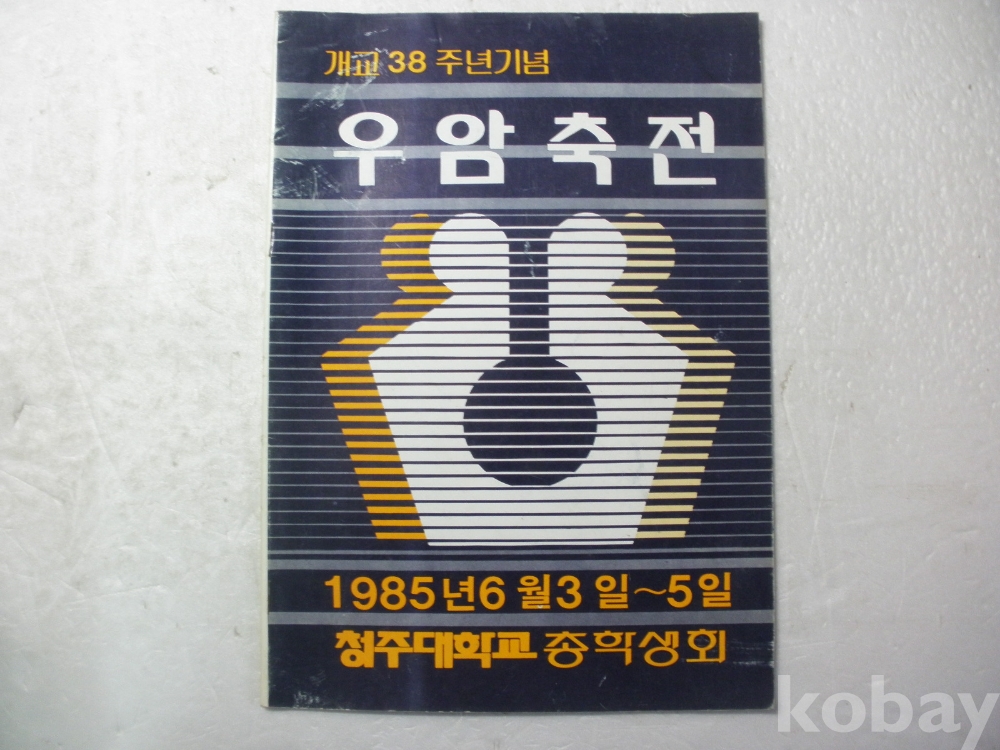 개교 38 주년기념
우암축전
1985년6월3일~5일
청주대학교 총학생회
kobay